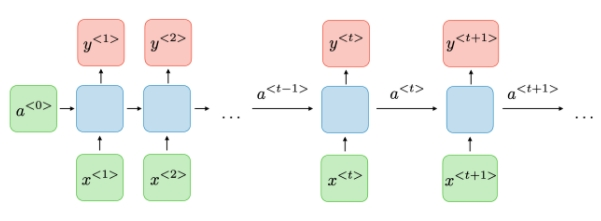 y<1> y<2> y<t> y<t+1>
a<0> ... a<t-1> a<t> a<t+1> ...
x<1> x<2> x<t> x<t+1>